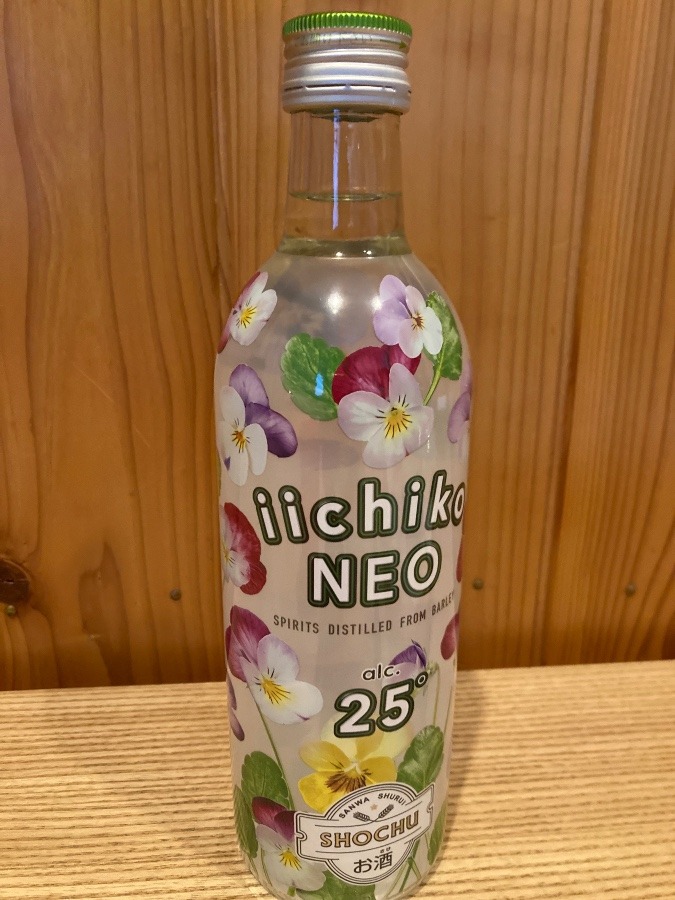 iichiko
NEO
SPIRITS DISTILLED FROM BARLEY
alc.
25°
SANWA SHURUI
SHOCHU
お酒